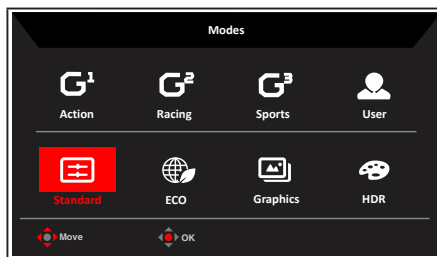 Modes
G¹ G² G³
Action Racing Sports User
Standard ECO Graphics HDR
Move OK